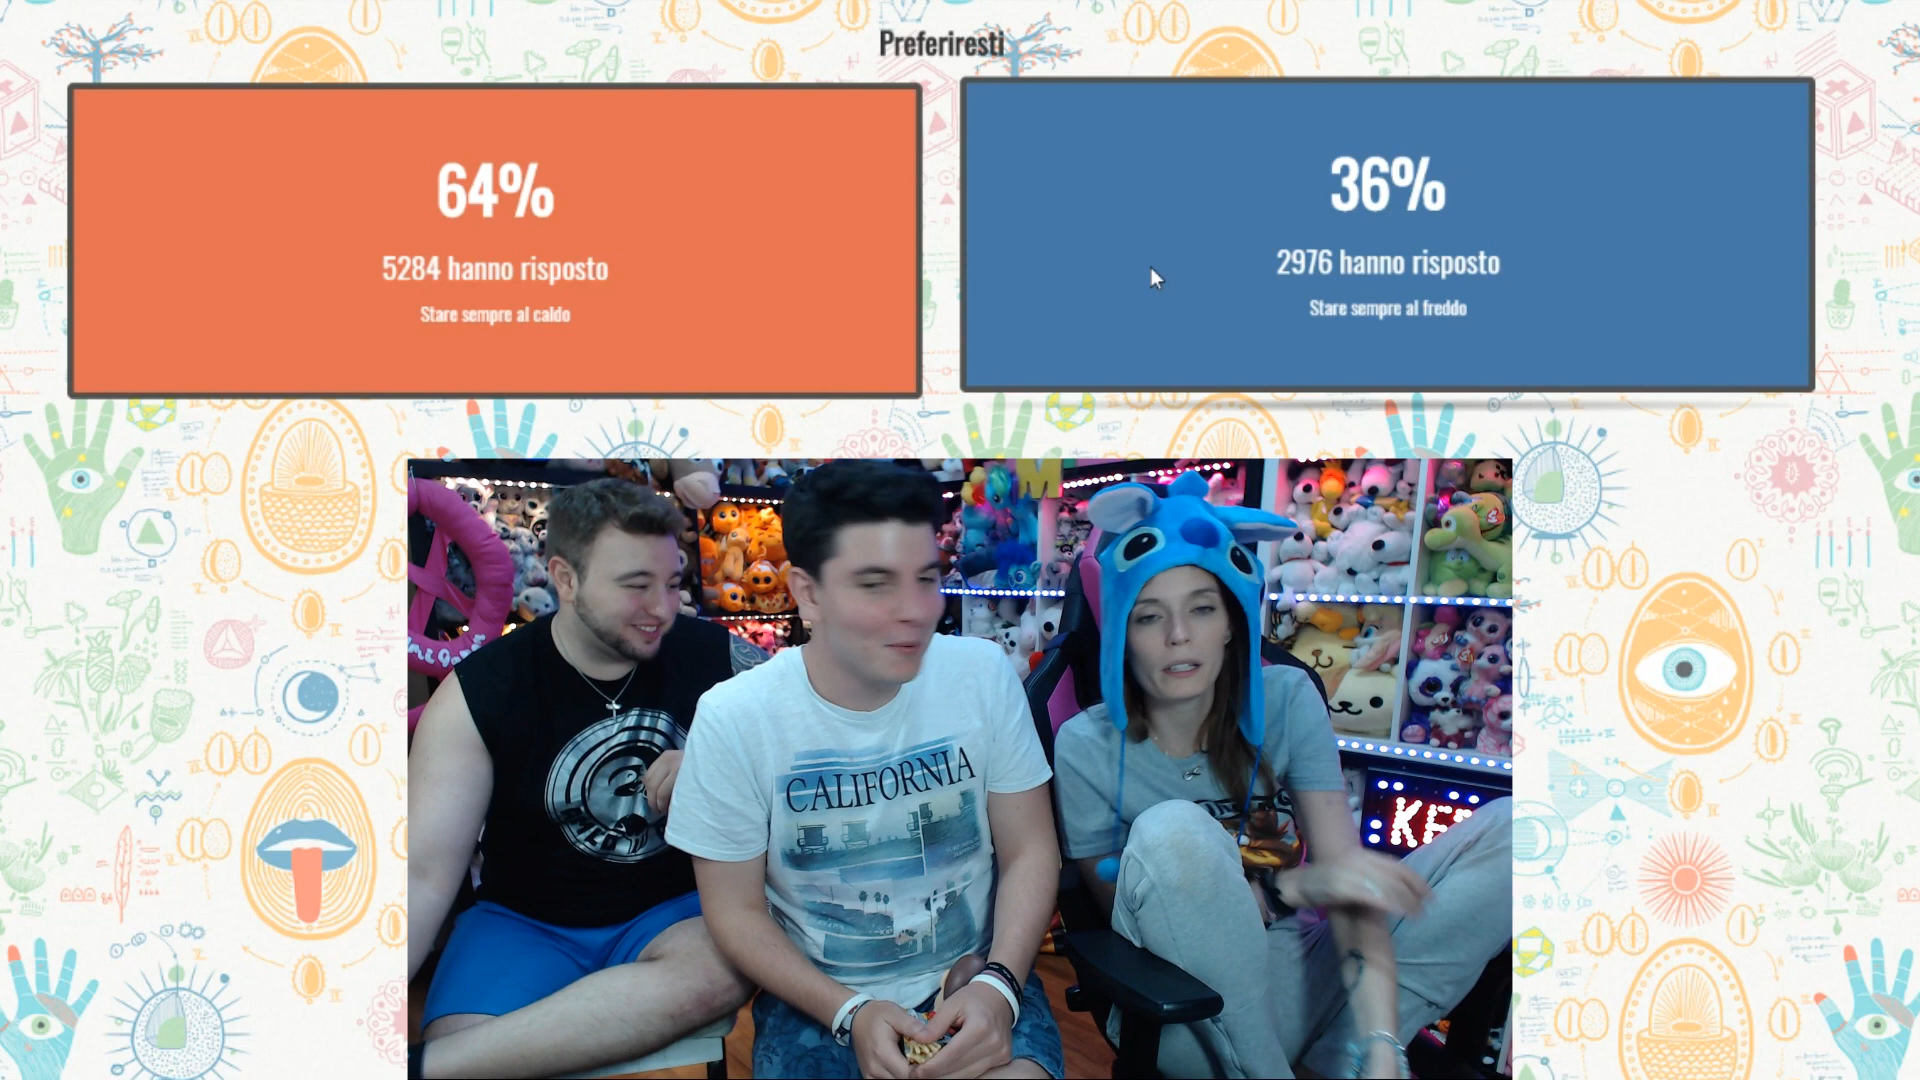 Preferiresti
64%
5284 hanno risposto
Stare sempre al caldo
36%
2976 hanno risposto
Stare sempre al freddo
M
CALIFORNIA